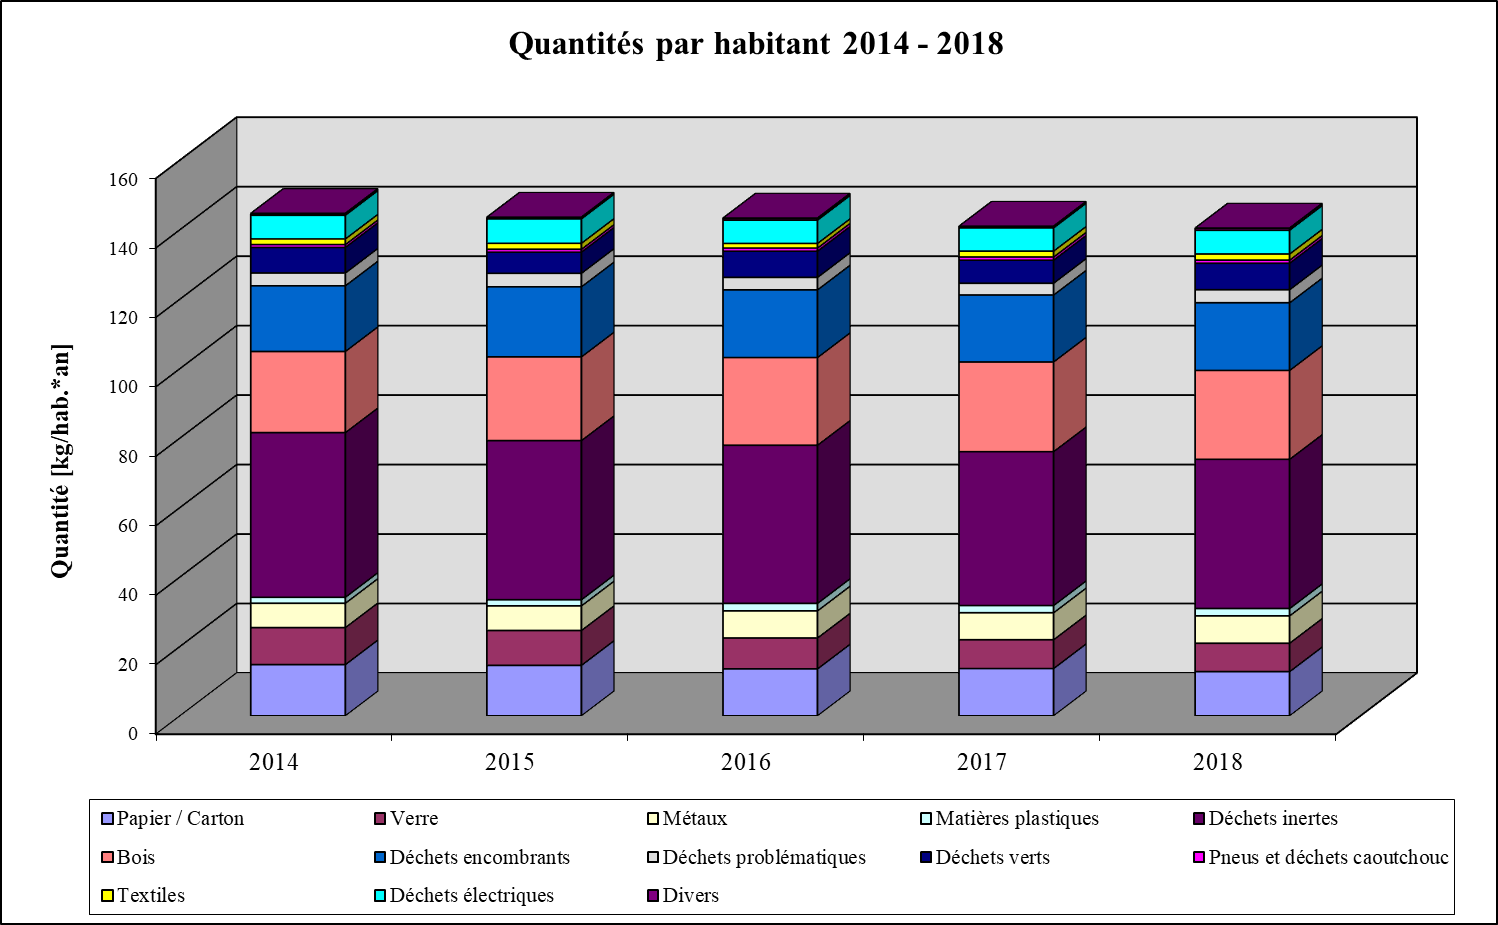 Quantités par habitant 2014 - 2018
Quantité [kg/hab.*an]
160
140
120
100
80
60
40
20
0
2014 2015 2016 2017 2018
Papier / Carton Verre Métaux Matières plastiques Déchets inertes
Bois Déchets encombrants Déchets problématiques Déchets verts Pneus et déchets caoutchouc
Textiles Déchets électriques Divers